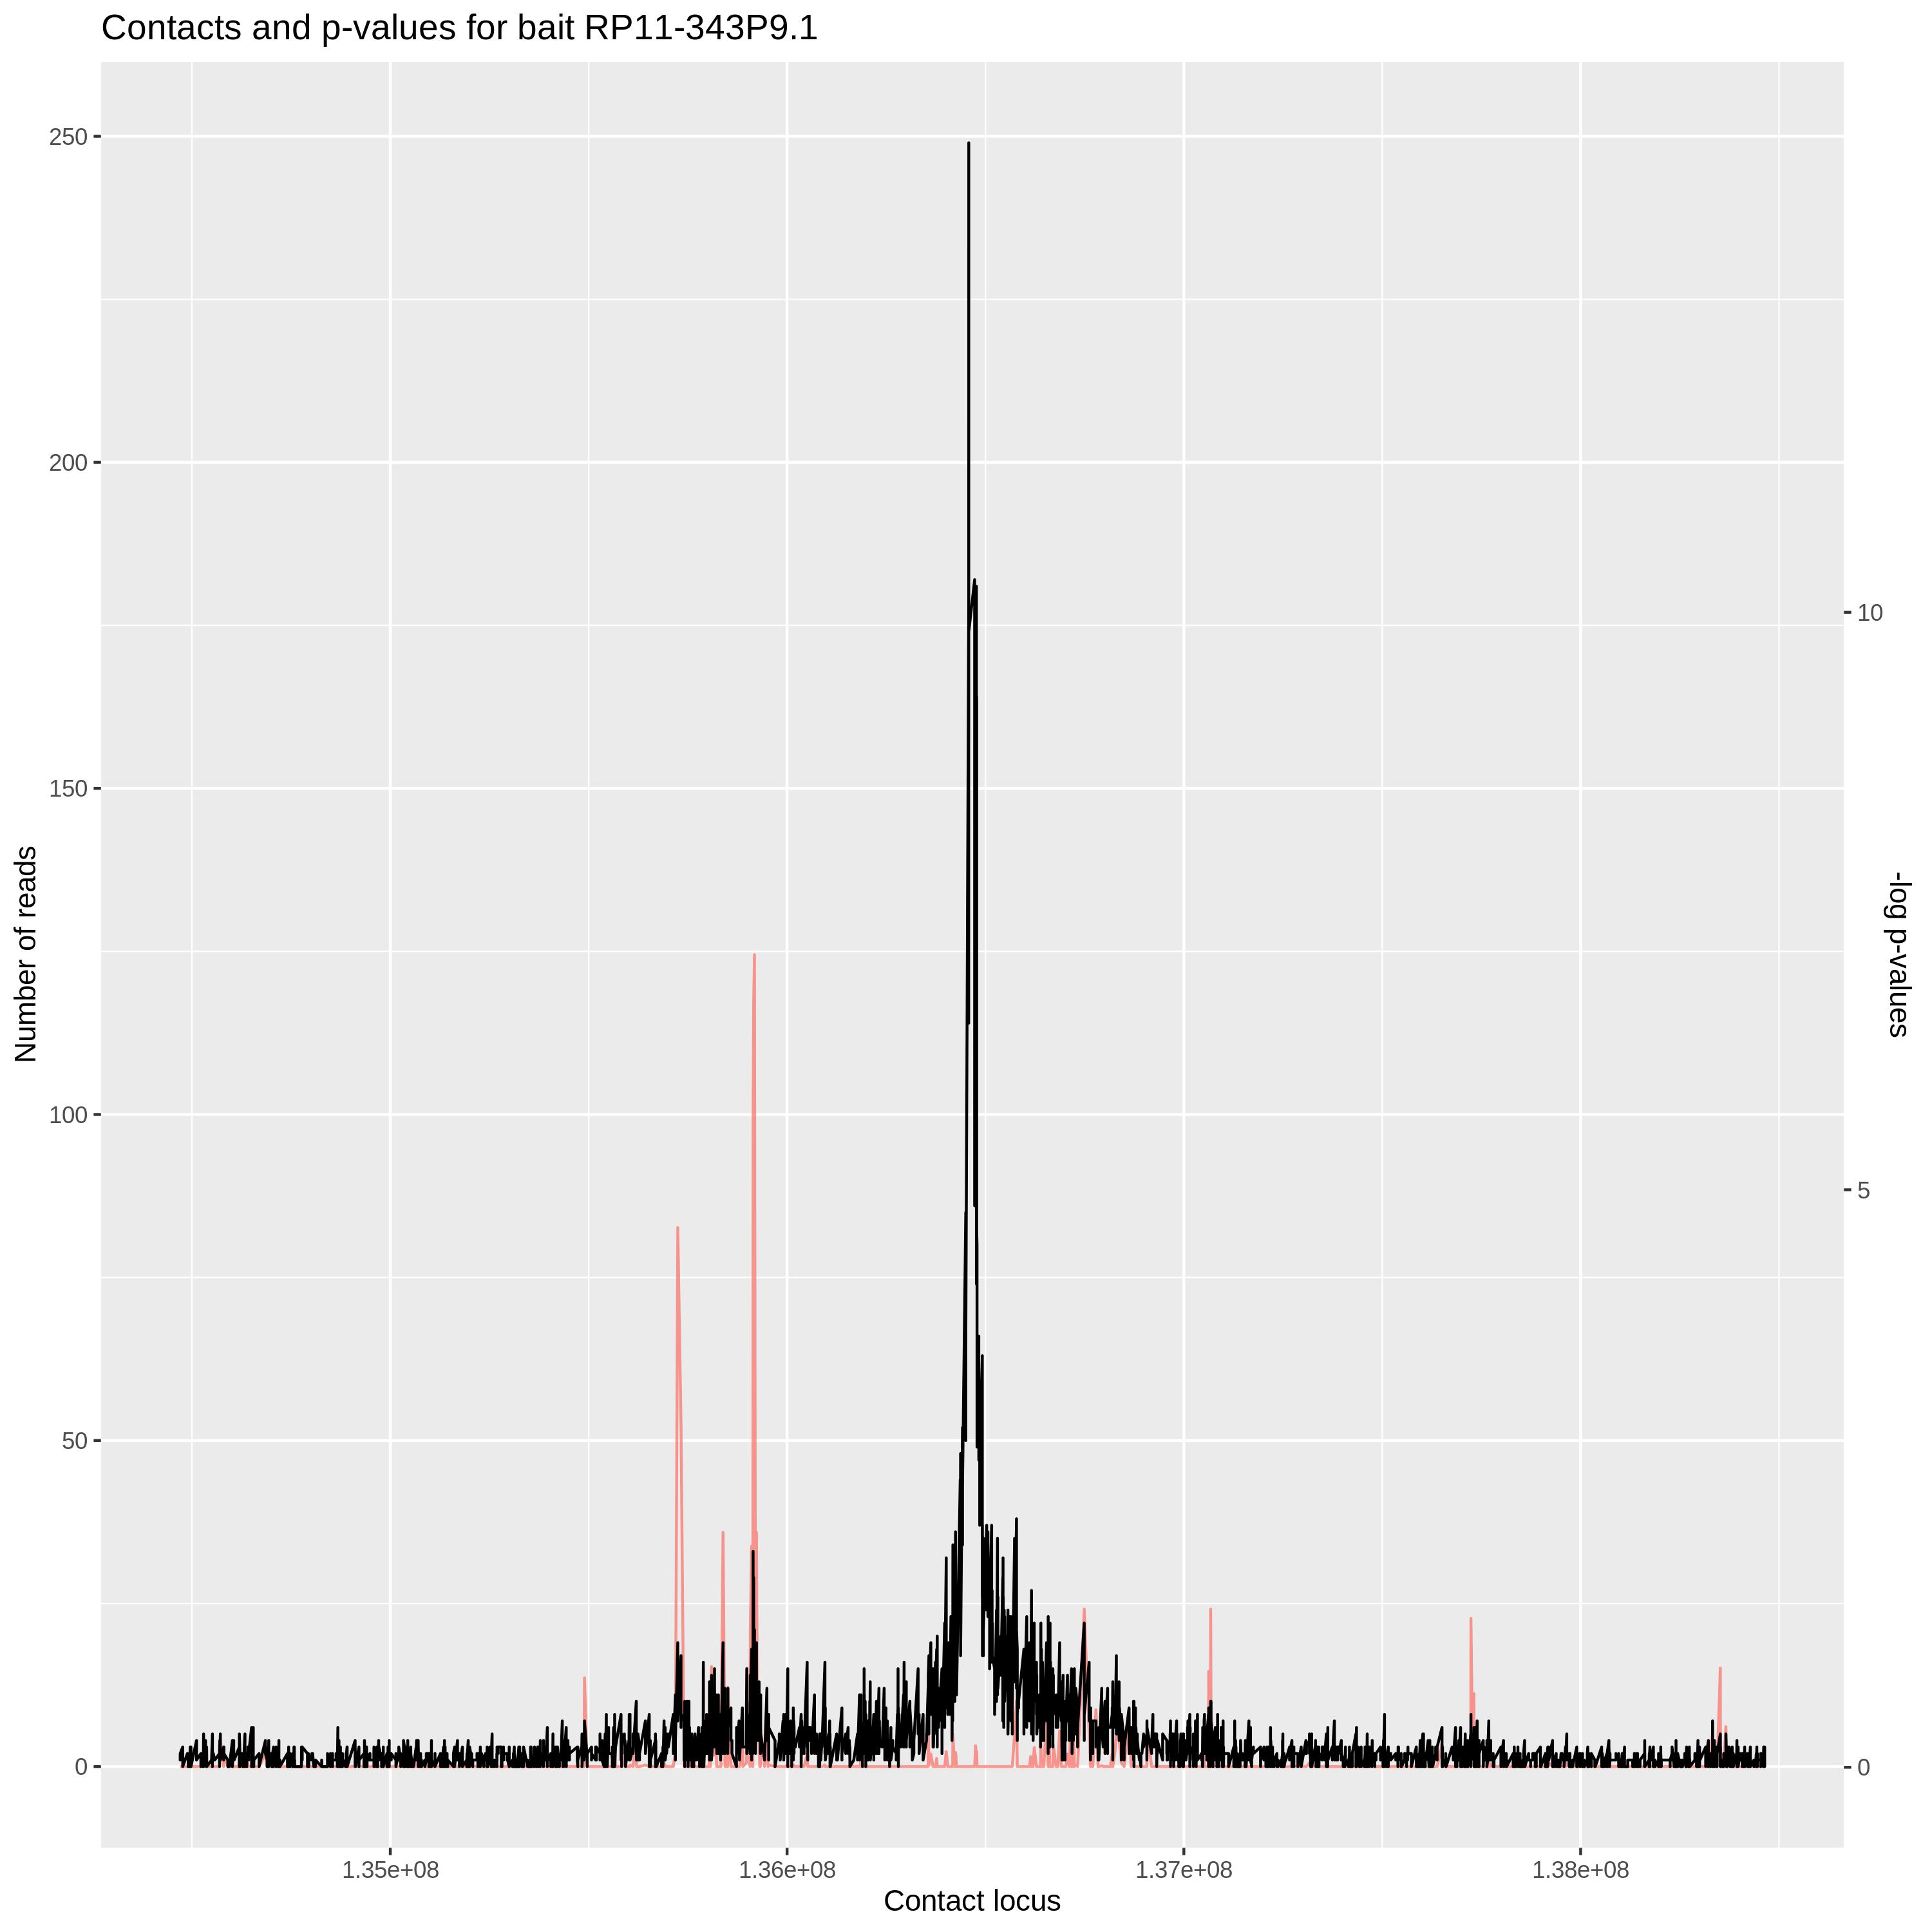 Contacts and p-values for bait RP11-343P9.1
250
200
150
100
50
0
Number of reads
10
5
0
-log p-values
1.35e+08
1.36e+08
1.37e+08
1.38e+08
Contact locus